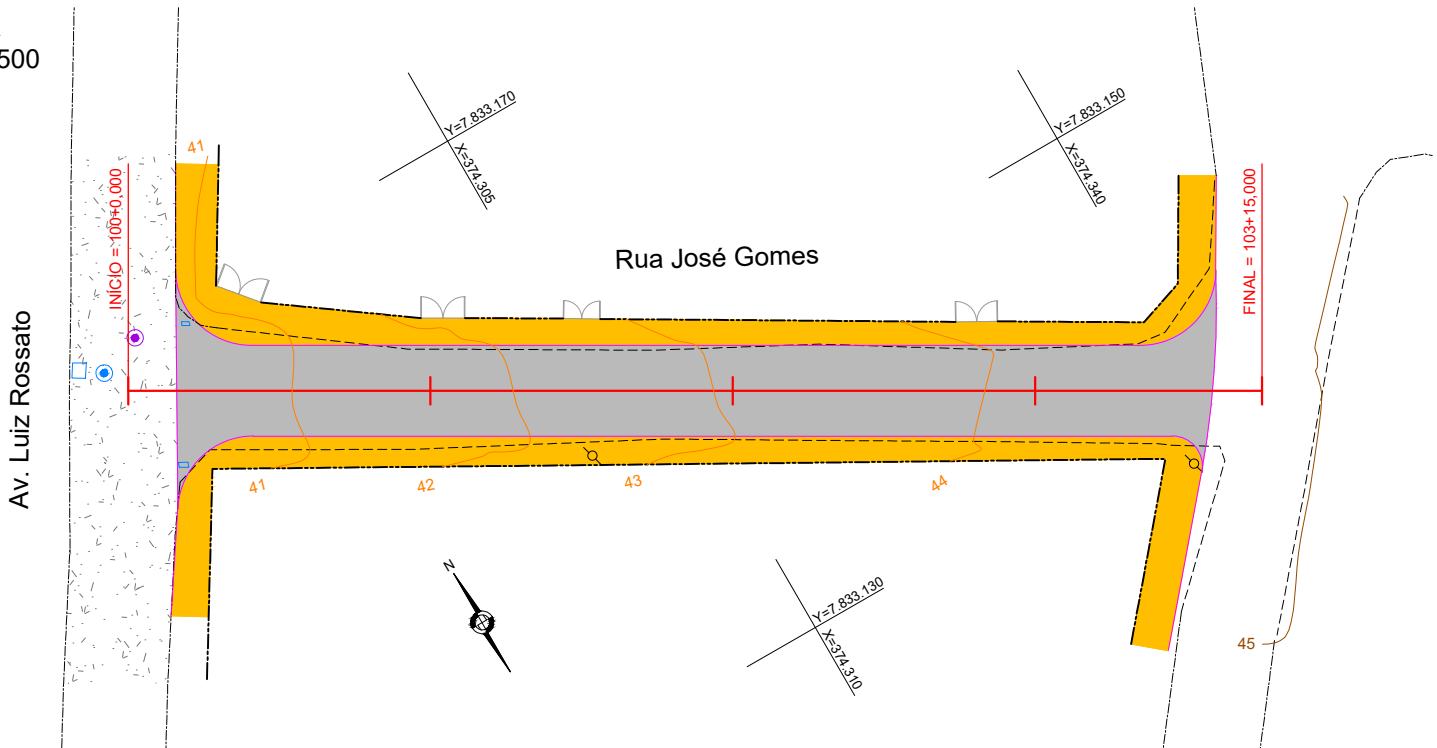 500
Y=7.833.170
X=374.305
Y=7.833.150
X=374.340
41
INÍCIO = 100+0,000
FINAL = 103+15,000
Rua José Gomes
Av. Luiz Rossato
41
42
43
44
N
Y=7.833.130
X=374.310
45